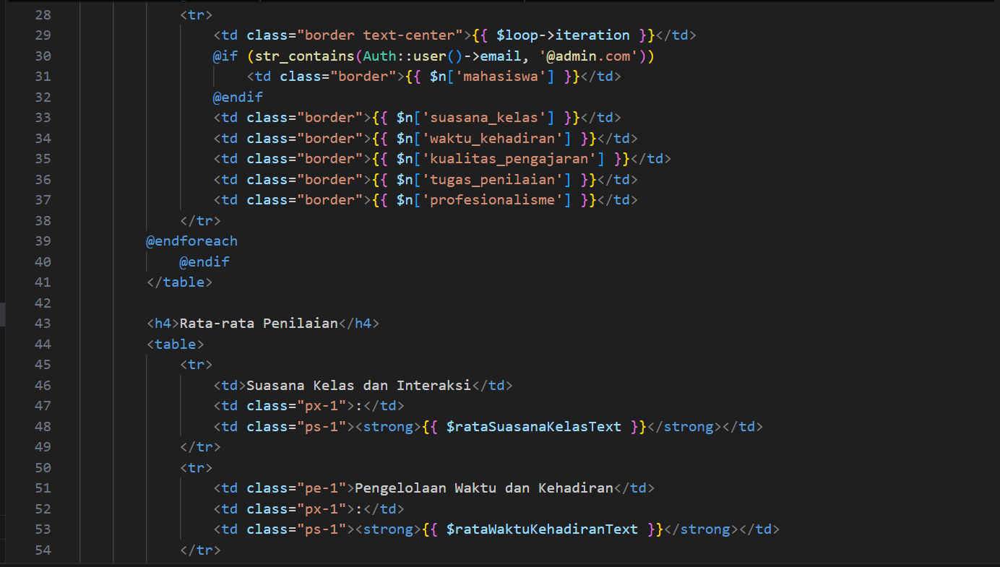 28 <tr>
29 <td class="border text-center">{{ $loop->iteration }}</td>
30 @if (str_contains(Auth::user()->email, '@admin.com'))
31 <td class="border">{{ $n['mahasiswa'] }}</td>
32 @endif
33 <td class="border">{{ $n['suasana_kelas'] }}</td>
34 <td class="border">{{ $n['waktu_kehadiran'] }}</td>
35 <td class="border">{{ $n['kualitas_pengajaran'] }}</td>
36 <td class="border">{{ $n['tugas_penilaian'] }}</td>
37 <td class="border">{{ $n['profesionalisme'] }}</td>
38 </tr>
39 @endforeach
40 @endif
41 </table>
42
43 <h4>Rata-rata Penilaian</h4>
44 <table>
45 <tr>
46 <td>Suasana Kelas dan Interaksi</td>
47 <td class="px-1">:</td>
48 <td class="ps-1"><strong>{{ $rataSuasanaKelasText }}</strong></td>
49 </tr>
50 <tr>
51 <td class="pe-1">Pengelolaan Waktu dan Kehadiran</td>
52 <td class="px-1">:</td>
53 <td class="ps-1"><strong>{{ $rataWaktuKehadiranText }}</strong></td>
54 </tr>